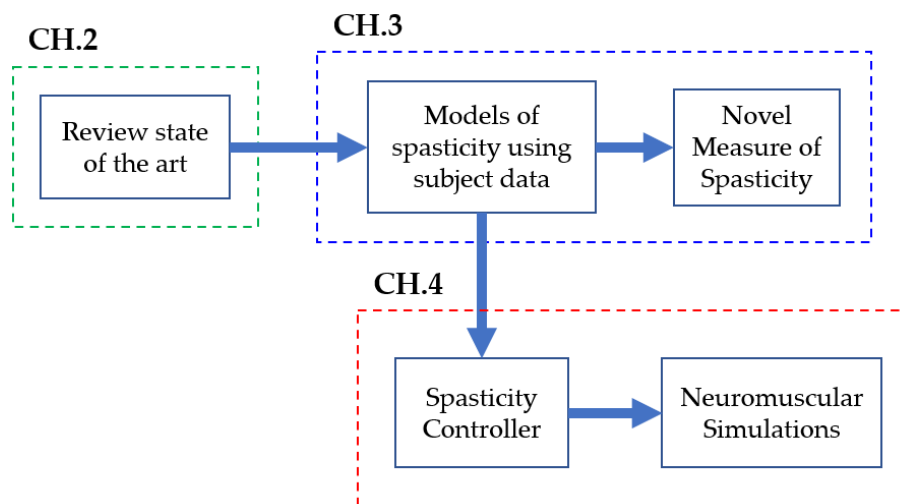 CH.2
Review state
of the art
CH.3
Models of
spasticity using
subject data
Novel
Measure of
Spasticity
CH.4
Spasticity
Controller
Neuromuscular
Simulations